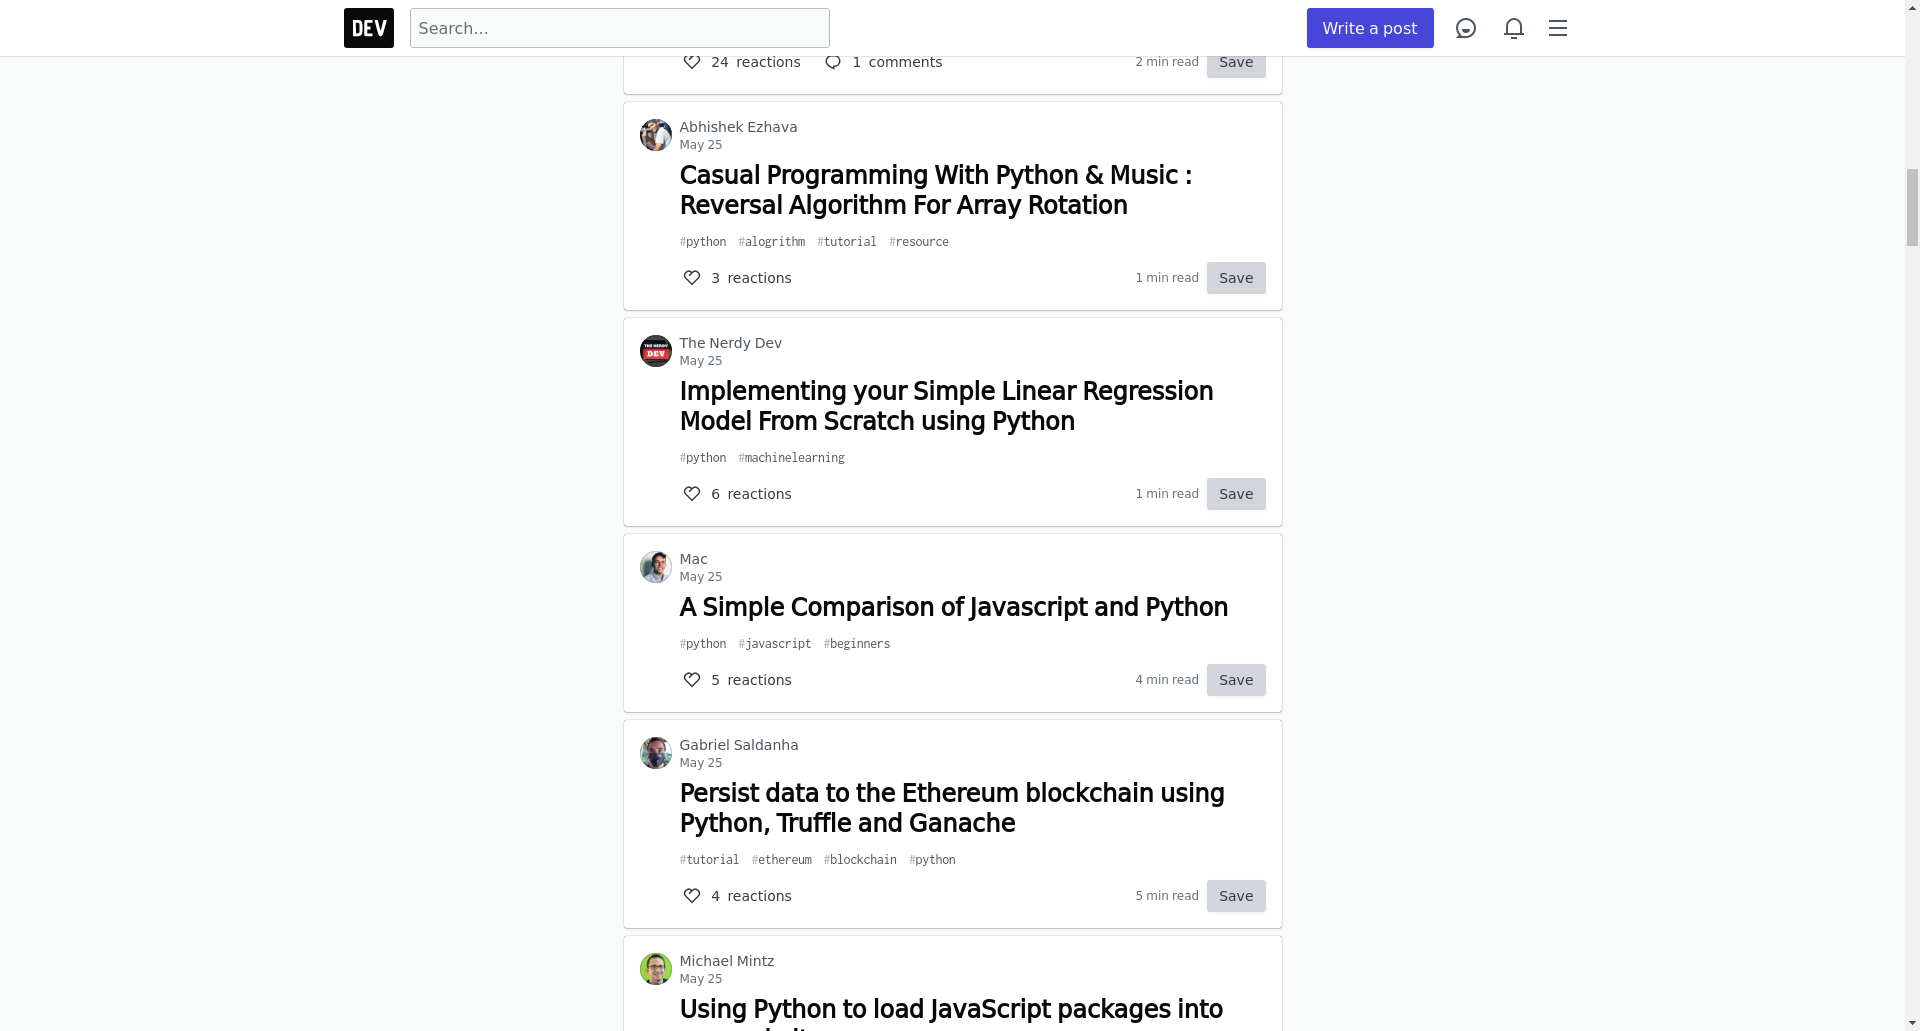 DEV
Search...
Write a post
24 reactions
1 comments
2 min read
Save
Abhishek Ezhava
May 25
Casual Programming With Python & Music :
Reversal Algorithm For Array Rotation
#python #alogrithm #tutorial #resource
3 reactions
1 min read
Save
THE NERDY
DEV
The Nerdy Dev
May 25
Implementing your Simple Linear Regression
Model From Scratch using Python
#python #machinelearning
6 reactions
1 min read
Save
Mac
May 25
A Simple Comparison of Javascript and Python
#python #javascript #beginners
5 reactions
4 min read
Save
Gabriel Saldanha
May 25
Persist data to the Ethereum blockchain using
Python, Truffle and Ganache
#tutorial #ethereum #blockchain #python
4 reactions
5 min read
Save
Michael Mintz
May 25
Using Python to load JavaScript packages into